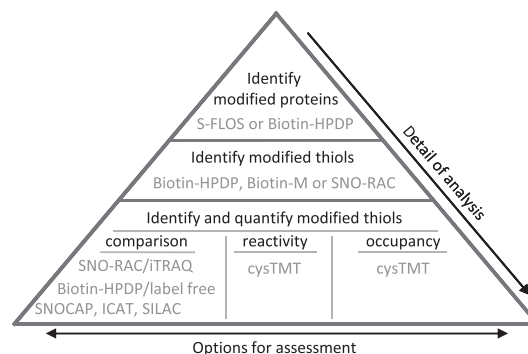 Identify
modified proteins
S-FLOS or Biotin-HPDP
Identify modified thiols
Biotin-HPDP, Biotin-M or SNO-RAC
Identify and quantify modified thiols
comparison
SNO-RAC/iTRAQ
Biotin-HPDP/label free
SNOCAP, ICAT, SILAC
reactivity
cysTMT
occupancy
cysTMT
Detail of analysis
Options for assessment